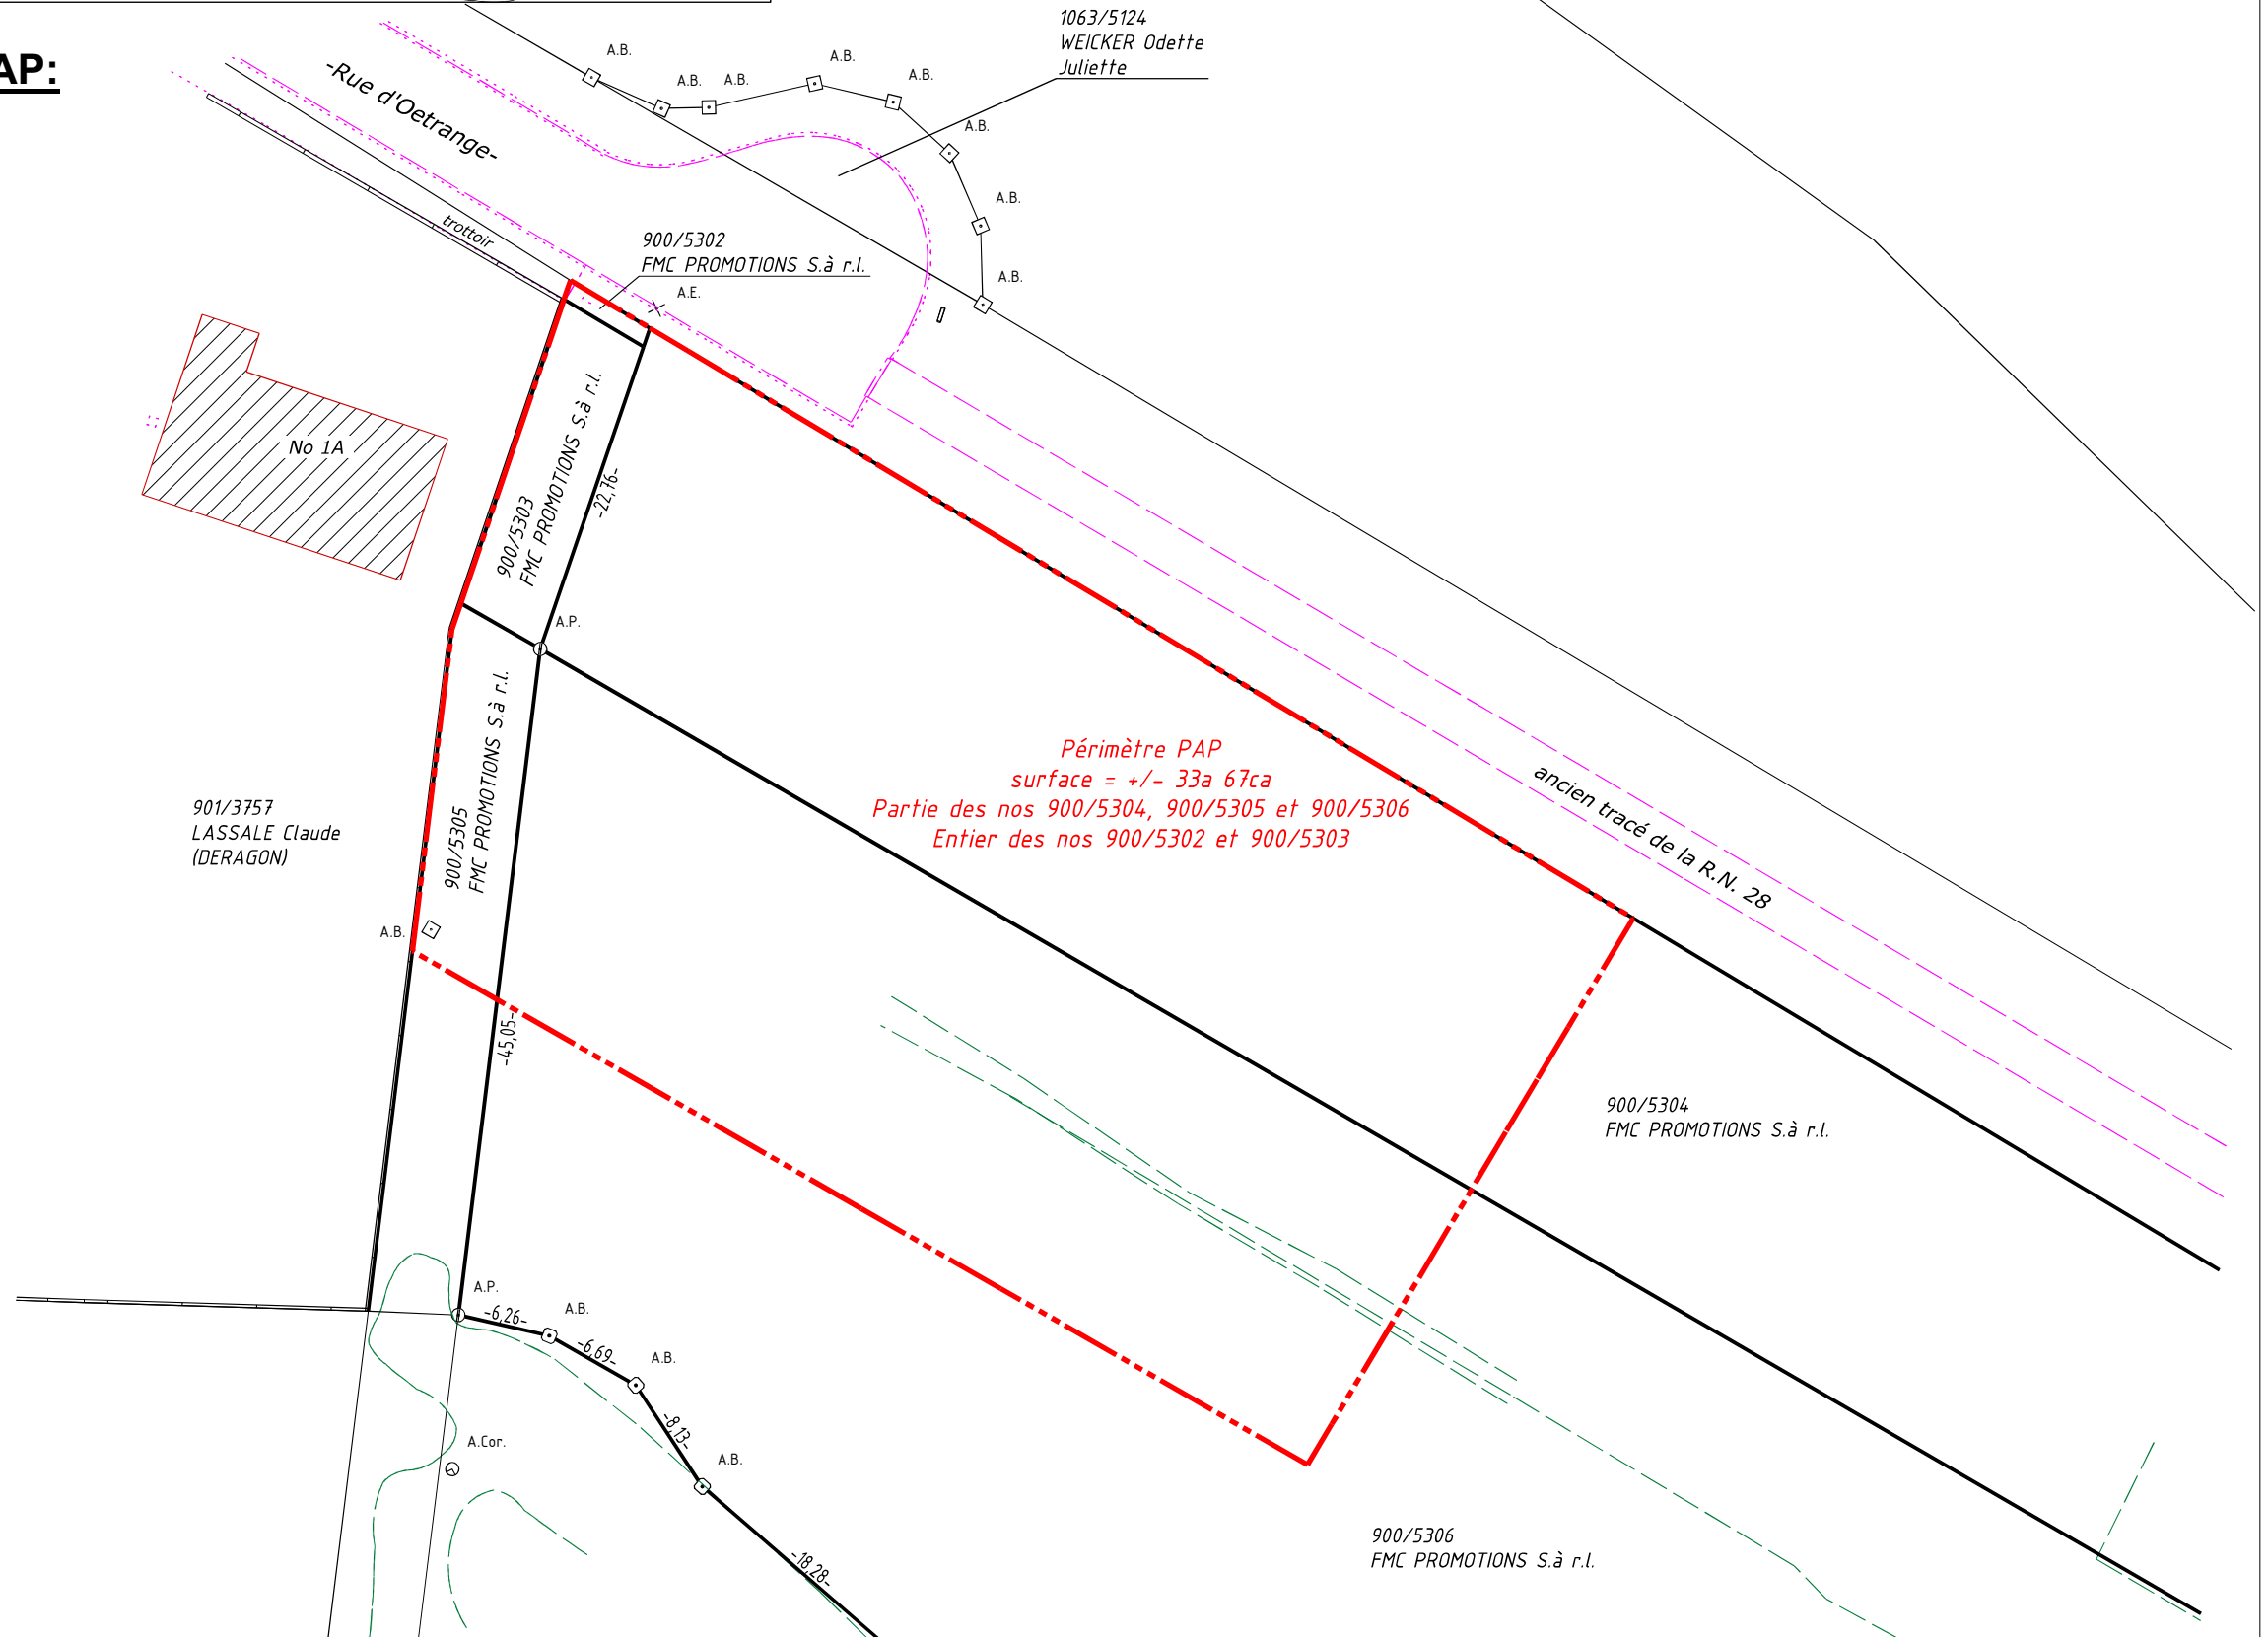 AP:
1063/5124
WEICKER Odette
Juliette
A.B.
A.B.
A.B.
A.B.
A.B.
A.B.
A.B.
A.B.
-Rue d'Oetrange-
trottoir
900/5302
FMC PROMOTIONS S.à r.l.
A.E.
No 1A
900/5303
FMC PROMOTIONS S.à r.l.
-22,76-
A.P.
900/5305
FMC PROMOTIONS S.à r.l.
Périmètre PAP
surface = +/- 33a 67ca
Partie des nos 900/5304, 900/5305 et 900/5306
Entier des nos 900/5302 et 900/5303
ancien tracé de la R.N. 28
901/3757
LASSALE Claude
(DERAGON)
A.B.
-45,05-
900/5304
FMC PROMOTIONS S.à r.l.
A.P.
-6,26-
A.B.
-6,69-
A.B.
-8,13-
A.B.
A.Cor.
-18,28-
900/5306
FMC PROMOTIONS S.à r.l.